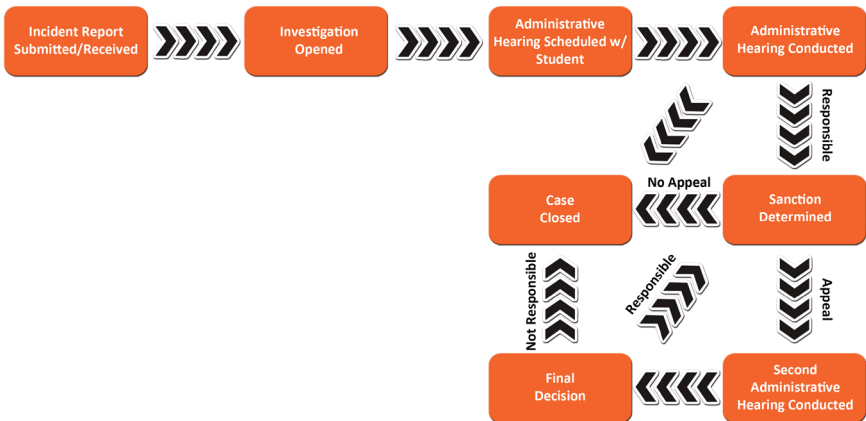 Incident Report
Submitted/Received
Investigation
Opened
Administrative
Hearing Scheduled w/
Student
Administrative
Hearing Conducted
Responsible
No Appeal
Case
Closed
Sanction
Determined
Not Responsible
Responsible
Appeal
Final
Decision
Second
Administrative
Hearing Conducted